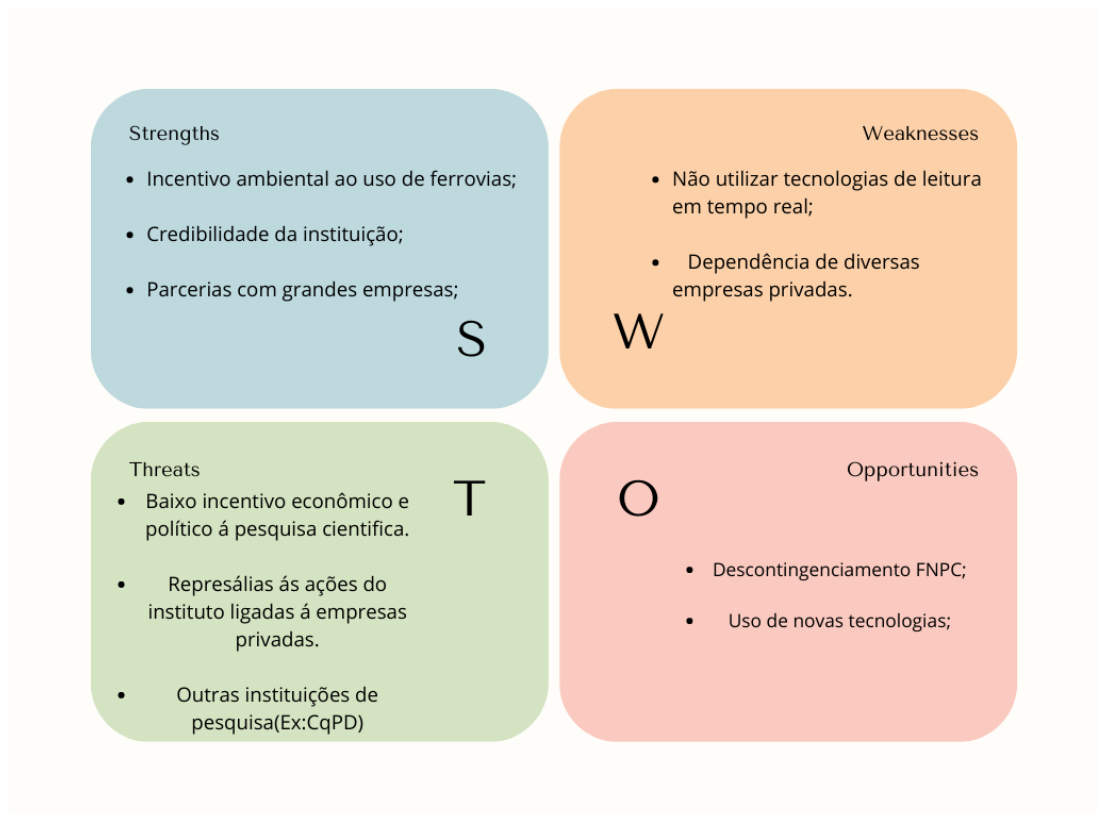 Strengths
• Incentivo ambiental ao uso de ferrovias;
• Credibilidade da instituição;
• Parcerias com grandes empresas;
S
Weaknesses
• Não utilizar tecnologias de leitura
em tempo real;
• Dependência de diversas
empresas privadas.
W
Threats
• Baixo incentivo econômico e
político á pesquisa cientifica.
• Represálias ás ações do
instituto ligadas á empresas
privadas.
• Outras instituições de
pesquisa(Ex:CqPD)
T
Opportunities
O
• Descontingenciamento FNPC;
• Uso de novas tecnologias;